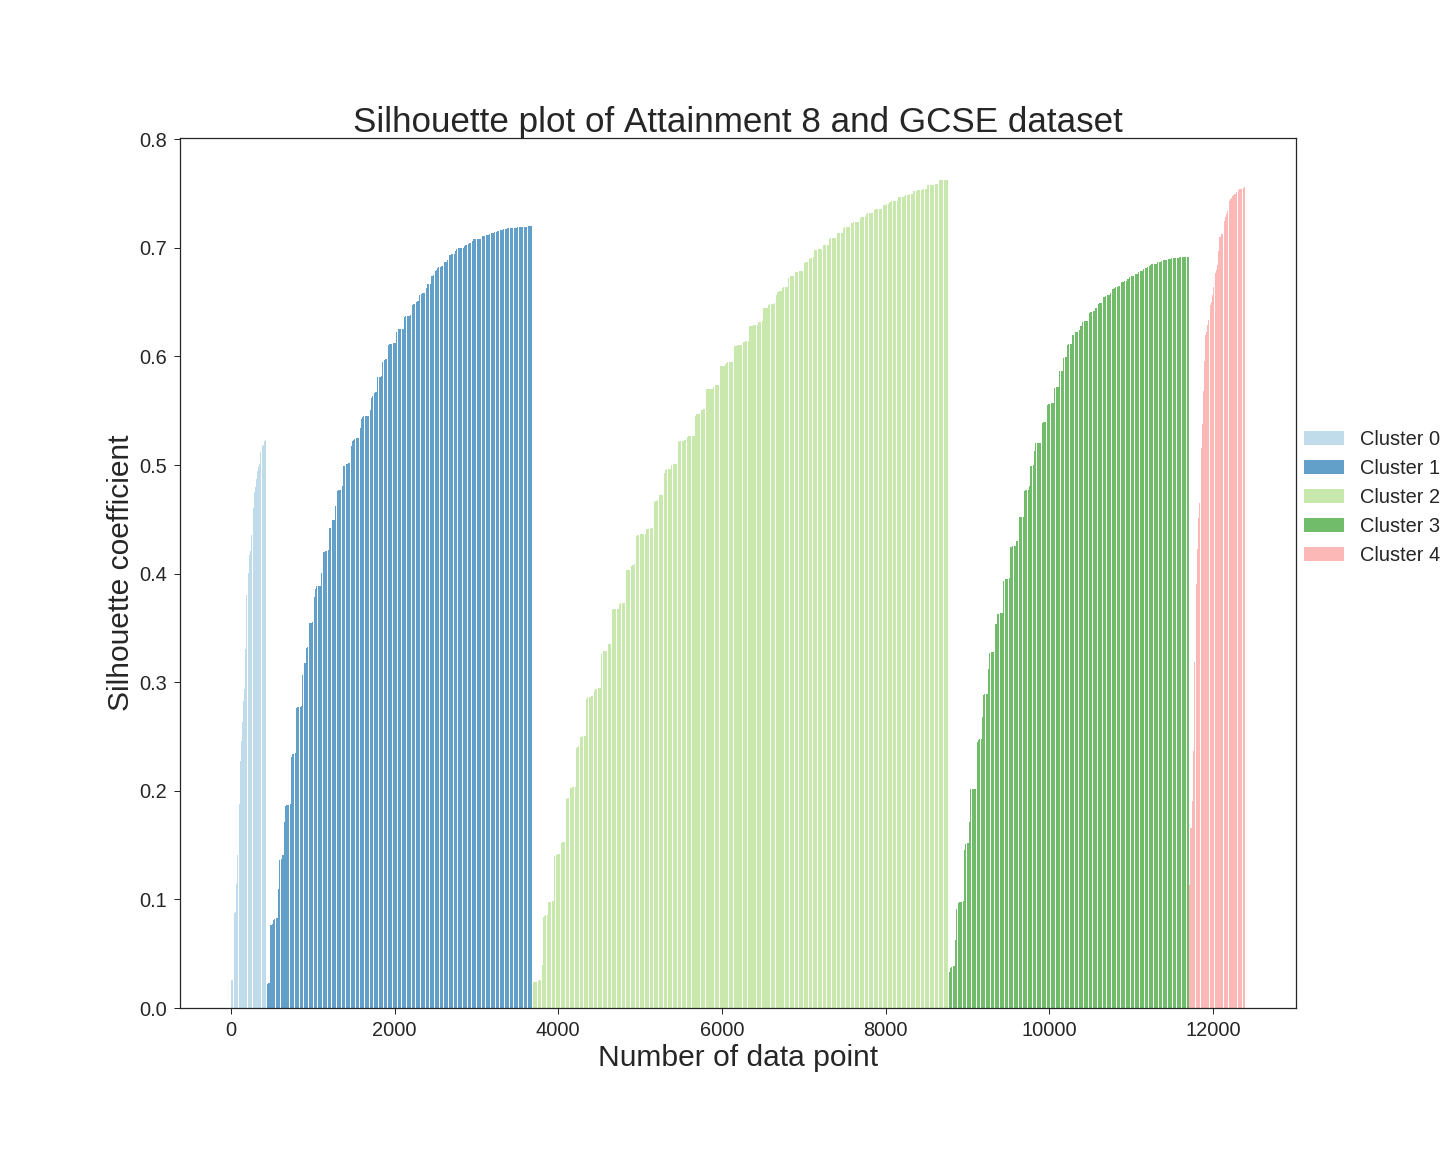 Silhouette plot of Attainment 8 and GCSE dataset
Silhouette coefficient
0.8
0.7
0.6
0.5
0.4
0.3
0.2
0.1
0.0
0 2000 4000 6000 8000 10000 12000
Number of data point
Cluster 0
Cluster 1
Cluster 2
Cluster 3
Cluster 4